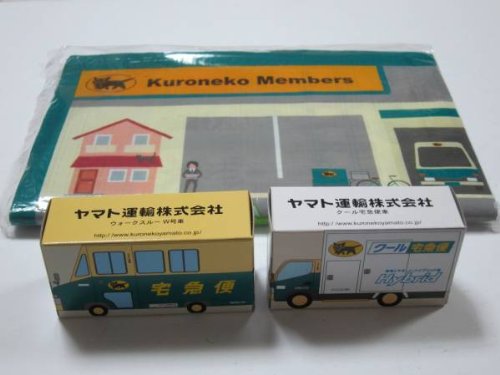 Kuroneko Members
ヤマト運輸株式会社
ウォークスルーW号車
http://www.kuronekoyamato.co.jp/
宅急便
ヤマト運輸株式会社
クール宅急便車
http://www.kuronekoyamato.co.jp/
クール宅急便
Hybrid